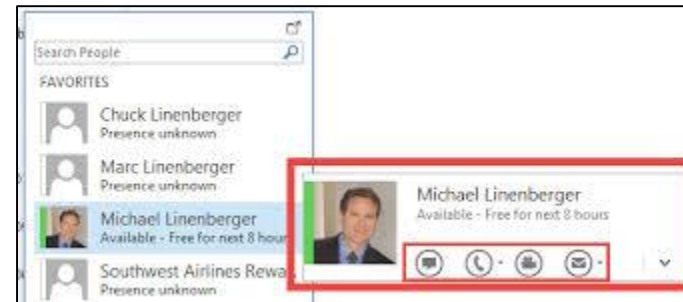 Search People
FAVORITES
Chuck Linenberger
Presence unknown
Marc Linenberger
Presence unknown
Michael Linenberger
Available - Free for next 8 hour
Southwest Airlines Rewa
Presence unknown
Michael Linenberger
Available - Free for next 8 hours